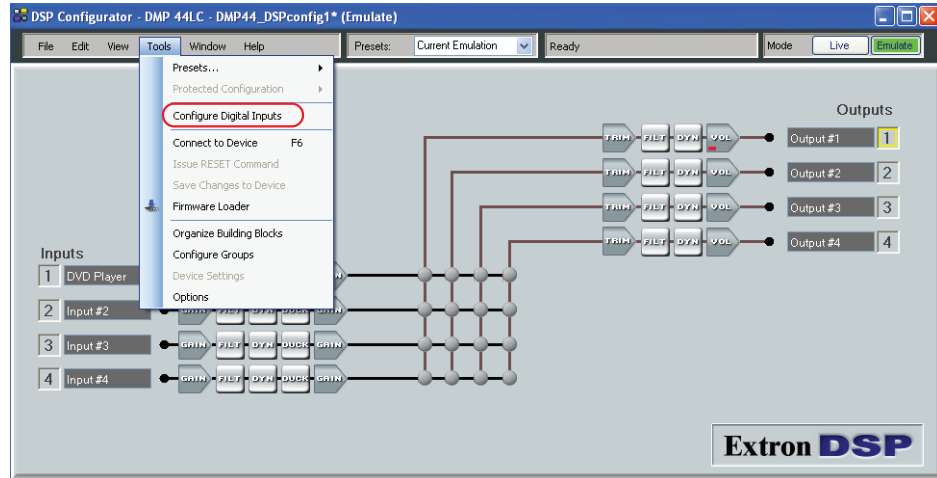 DSP Configurator - DMP 44LC - DMP44_DSPconfig1* (Emulate)
File Edit View Tools Window Help Presets: Current Emulation Ready Mode Live Emulate
Presets...
Protected Configuration
Configure Digital Inputs
Connect to Device F6
Issue RESET Command
Save Changes to Device
Firmware Loader
Organize Building Blocks
Configure Groups
Device Settings
Options
Outputs
TRIM FILT DYN VOL Output #1 1
TRIM FILT DYN VOL Output #2 2
TRIM FILT DYN VOL Output #3 3
TRIM FILT DYN VOL Output #4 4
Inputs
1 DVD Player
2 Input #2 GAIN FILT DYN DUCK GAIN
3 Input #3 GAIN FILT DYN DUCK GAIN
4 Input #4 GAIN FILT DYN DUCK GAIN
Extron DSP